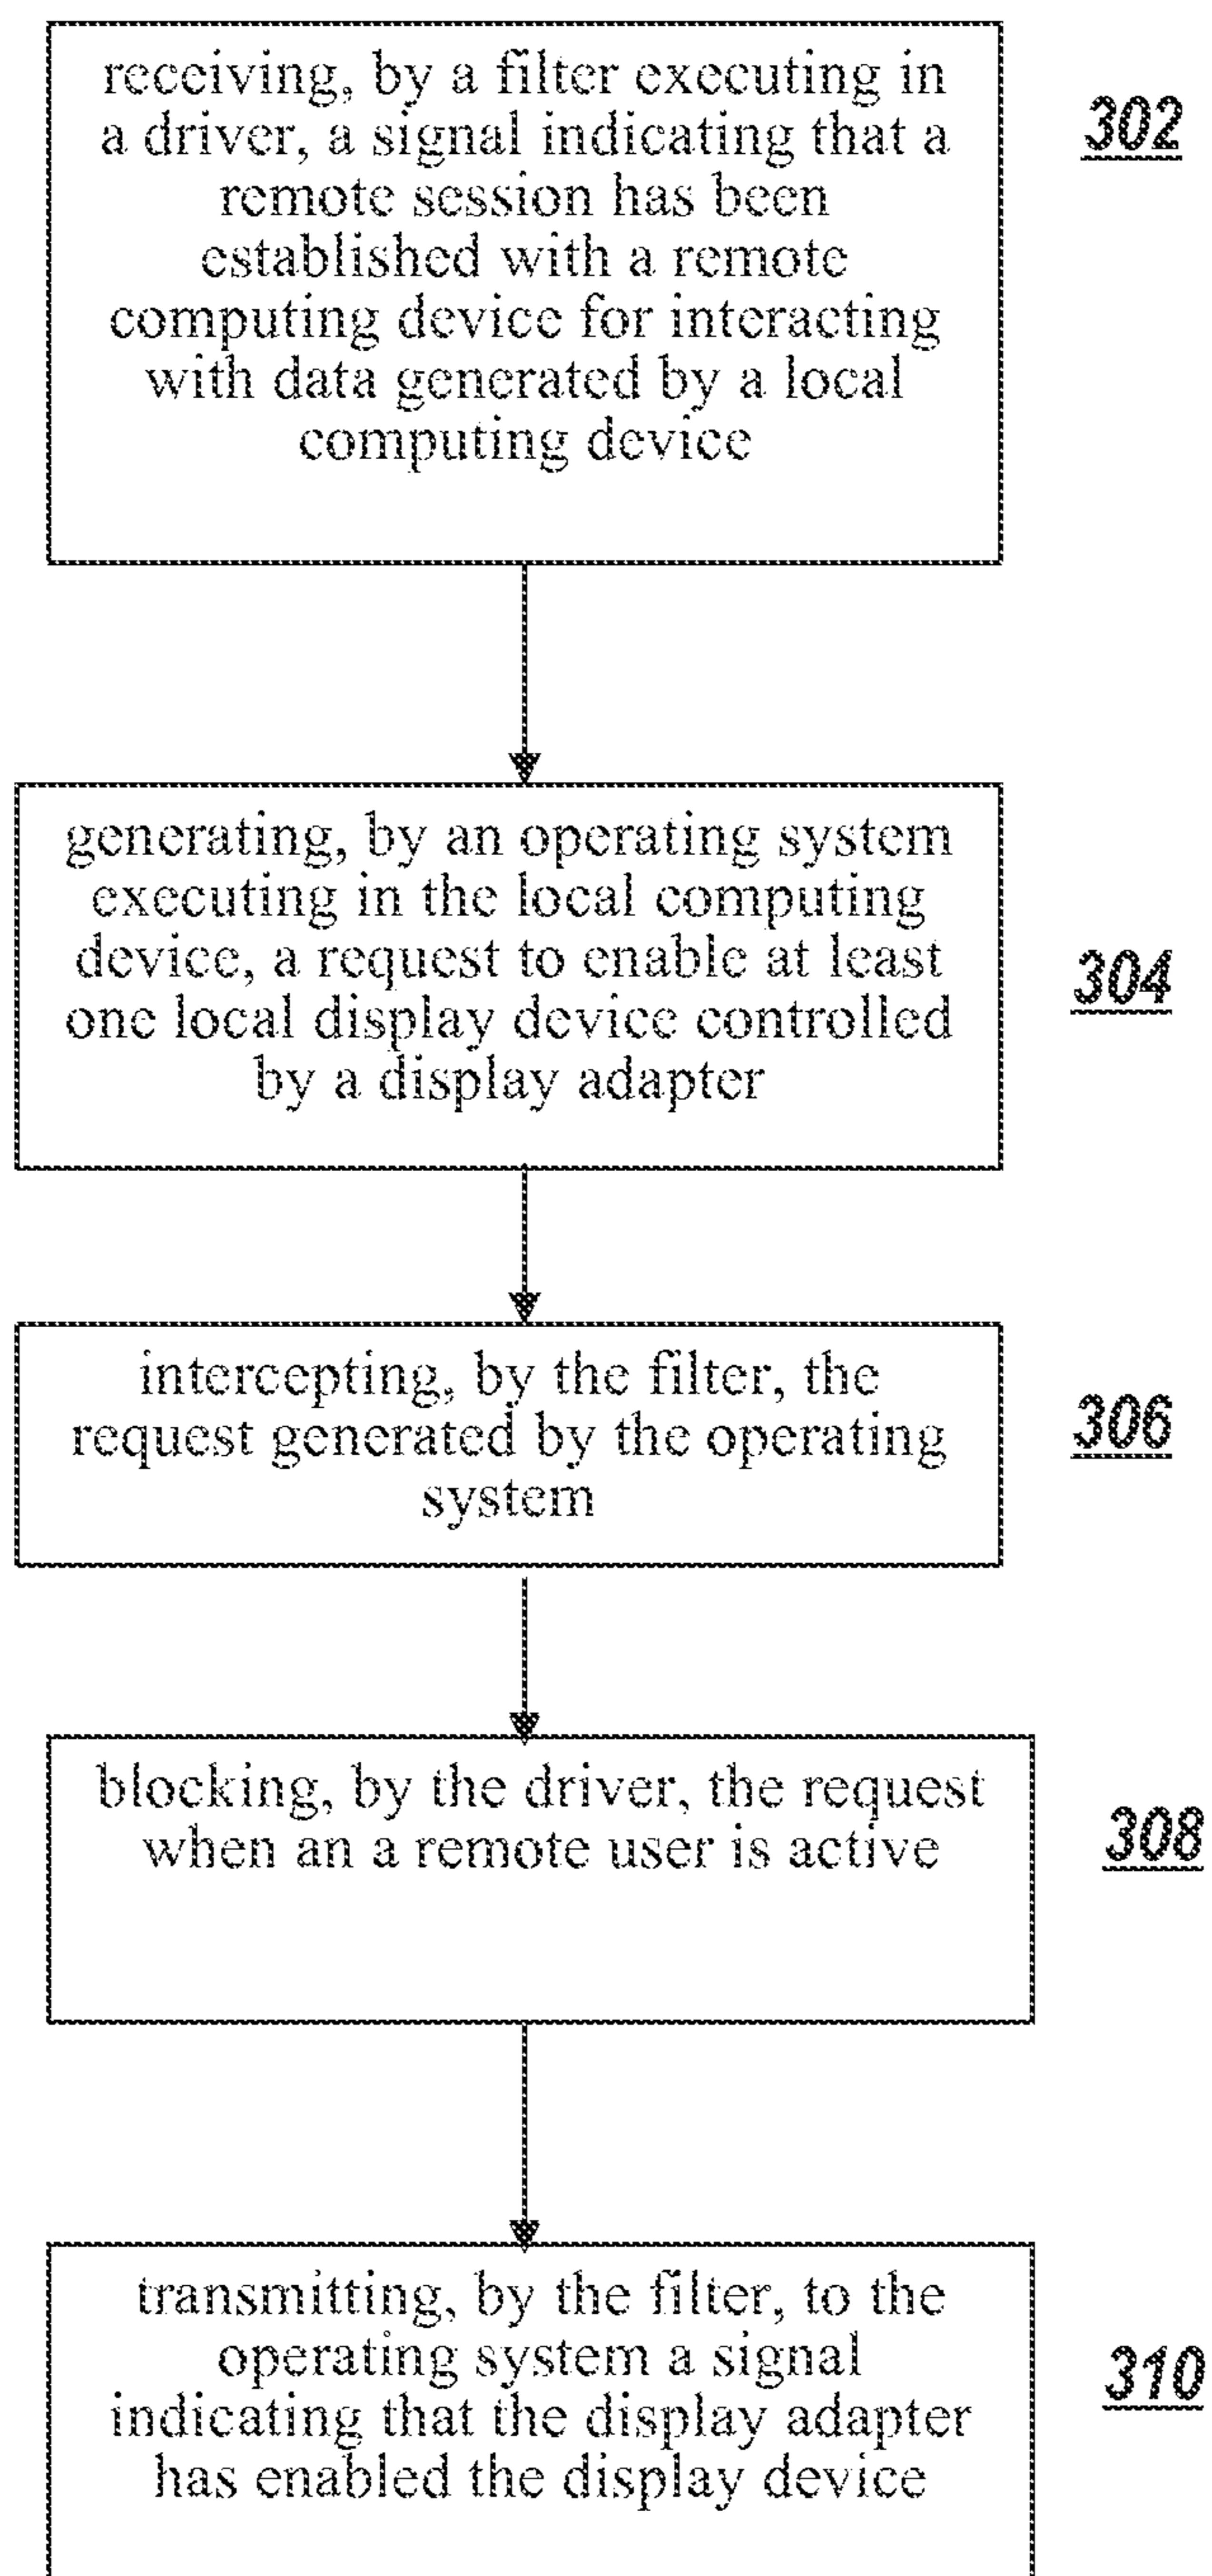 receiving, by a filter executing in
a driver, a signal indicating that a
remote session has been
established with a remote
computing device for interacting
with data generated by a local
computing device
302
generating, by an operating system
executing in the local computing
device, a request to enable at least
one local display device controlled
by a display adapter
304
intercepting, by the filter, the
request generated by the operating
system
306
blocking, by the driver, the request
when an a remote user is active
308
transmitting, by the filter, to the
operating system a signal
indicating that the display adapter
has enabled the display device
310